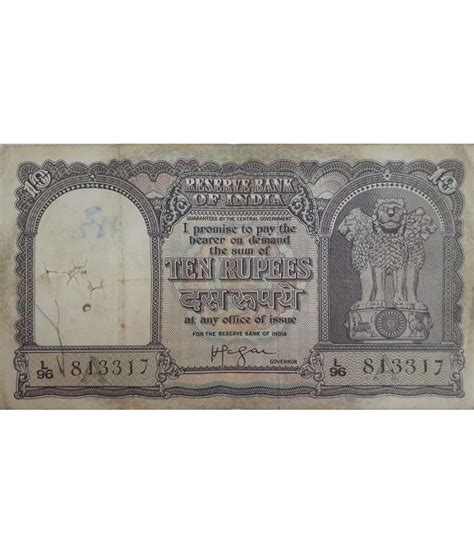 10 10
RESERVE BANK
OF INDIA
GUARANTEED BY THE CENTRAL GOVERNMENT
I promise to pay the
bearer on demand
the sum of
TEN RUPEES
दस रूपये
at any office of issue
FOR THE RESERVE BANK OF INDIA
GOVERNOR
L/96 813317 L/96 813317